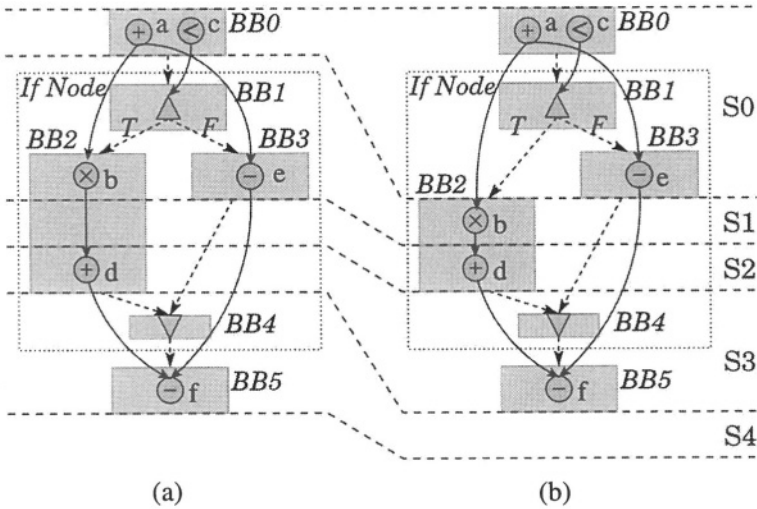 + a < c BB0
+ a < c BB0
If Node BB1
If Node BB1
S0
T F
T F
BB2 BB3
BB3
× b
− e
− e
BB2
× b
S1
+ d
+ d
S2
BB4
BB4
S3
− f BB5
− f BB5
S4
(a)
(b)